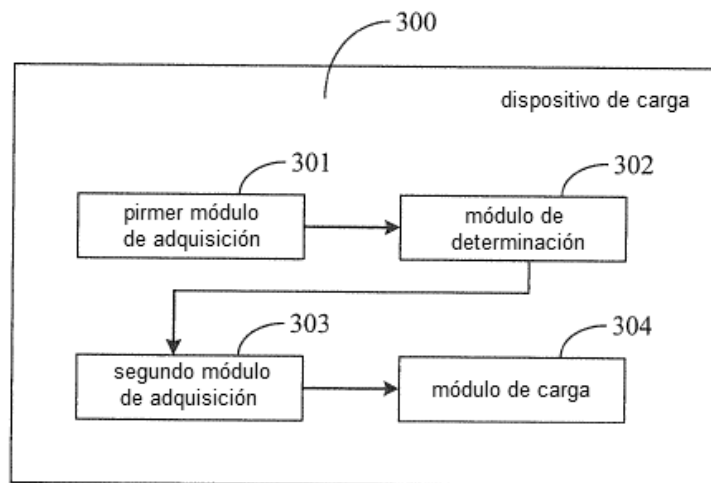 300
dispositivo de carga
301
pirmer módulo
de adquisición
302
módulo de
determinación
303
segundo módulo
de adquisición
304
módulo de carga